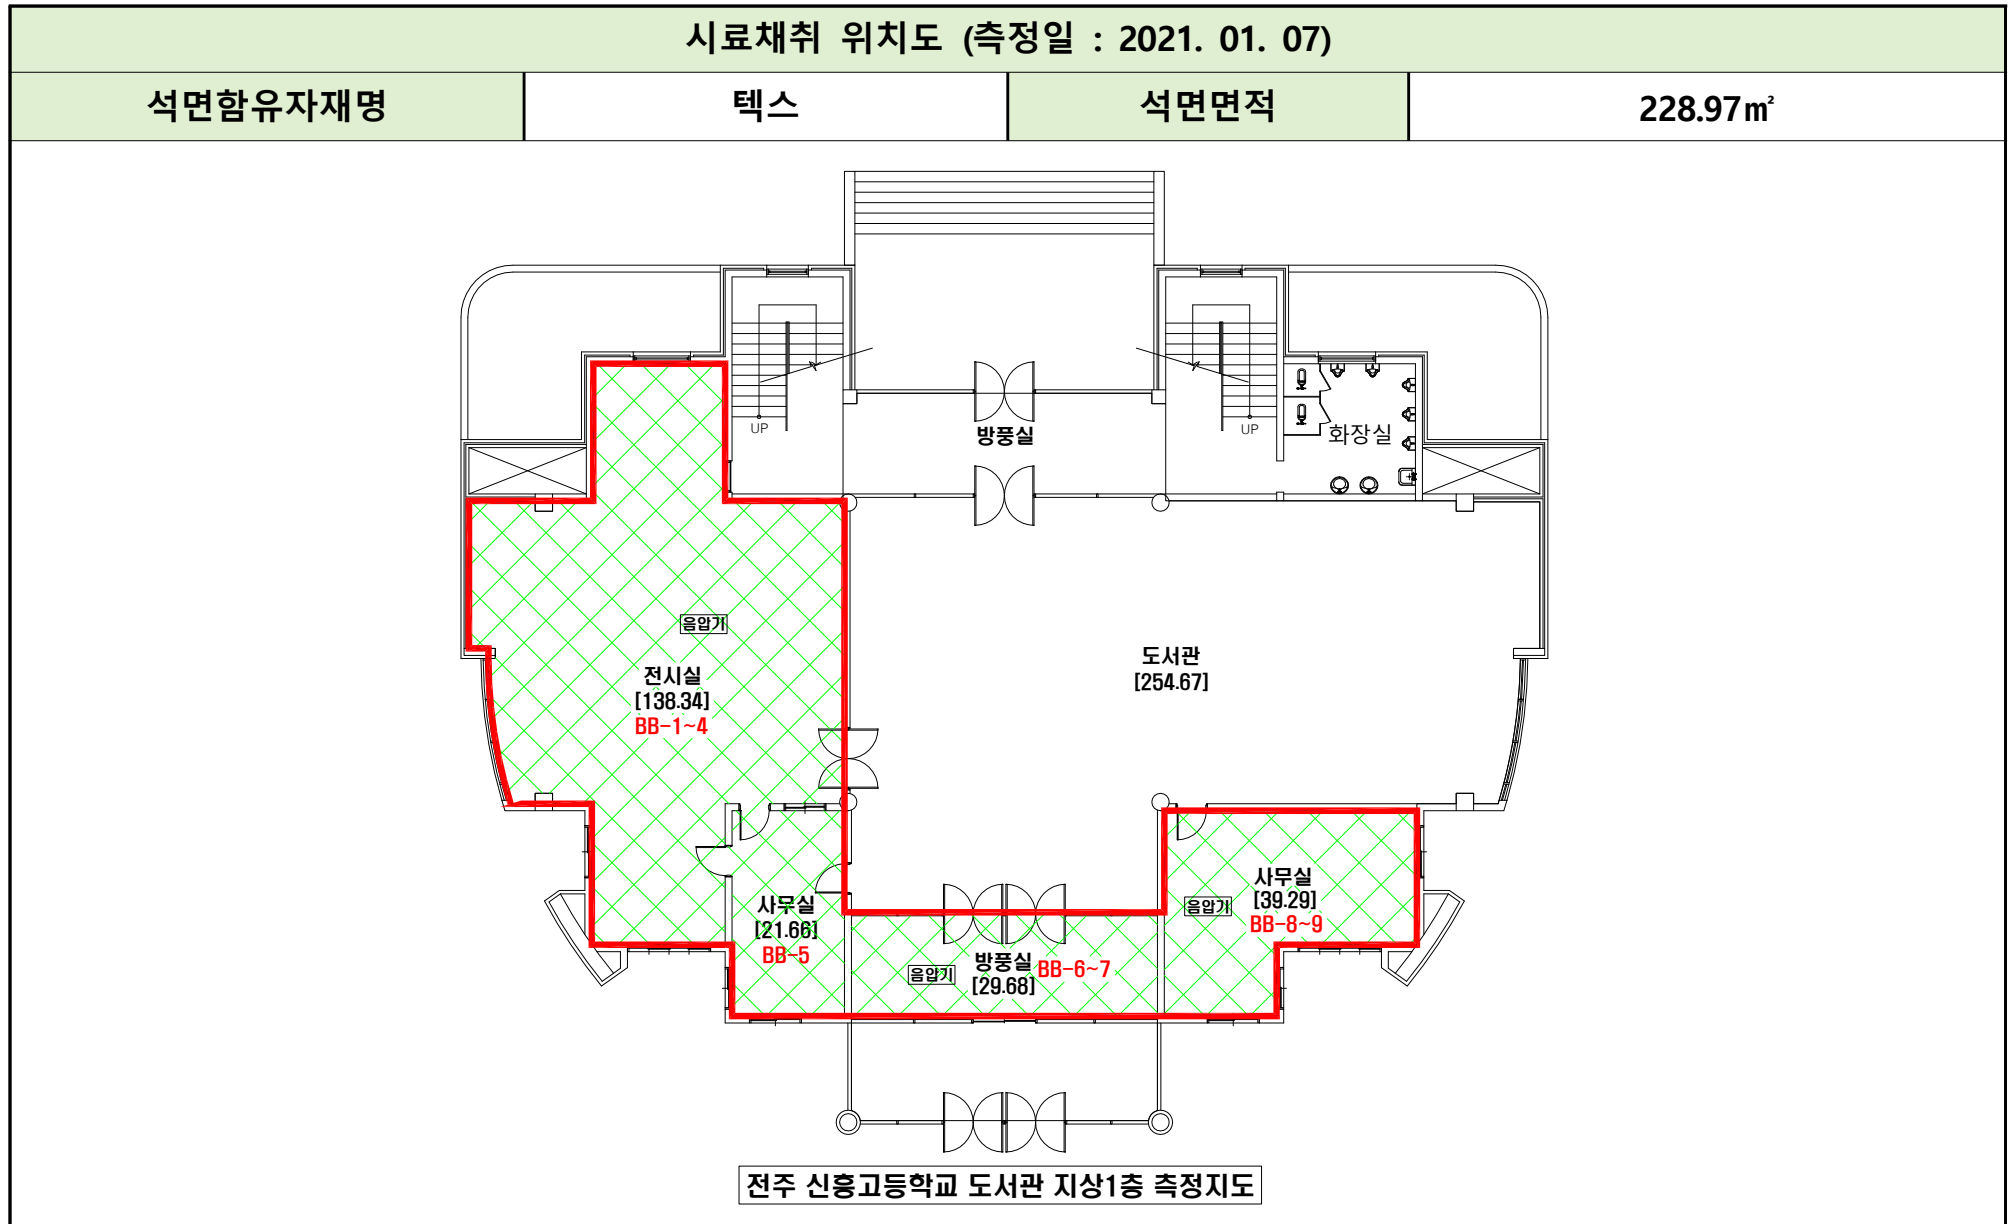 시료채취 위치도 (측정일 : 2021. 01. 07)
석면함유자재명 텍스 석면면적 228.97㎡
UP
방풍실
UP
화장실
음압기
전시실
[138.34]
BB-1~4
도서관
[254.67]
사무실
[21.66]
BB-5
음압기
방풍실
[29.68]
BB-6~7
음압기
사무실
[39.29]
BB-8~9
전주 신흥고등학교 도서관 지상1층 측정지도